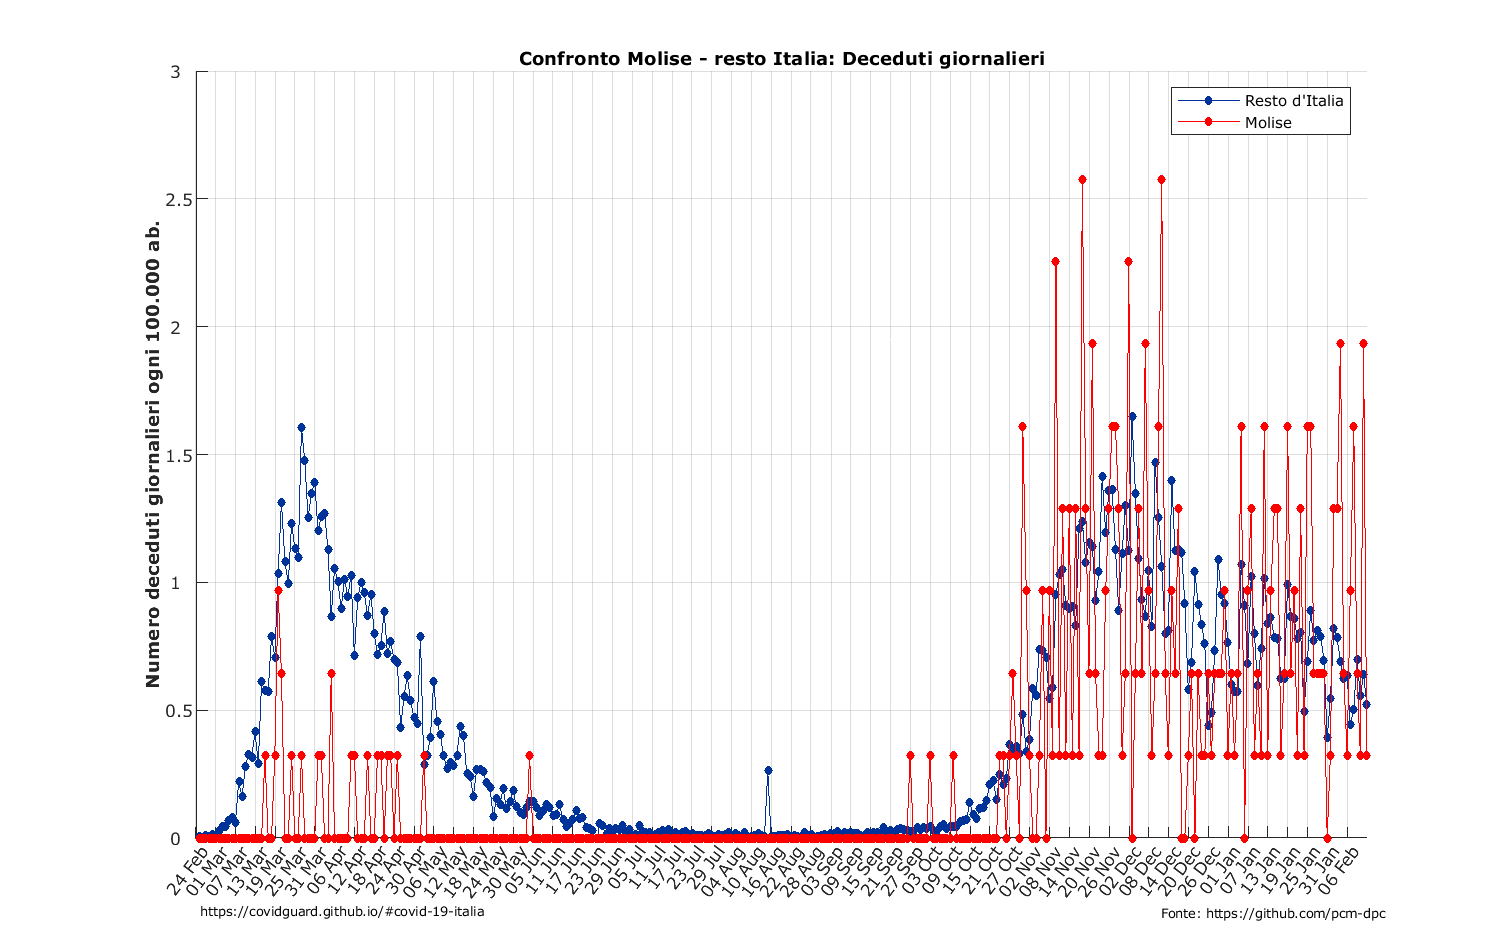 Confronto Molise - resto Italia: Deceduti giornalieri
Resto d'Italia
Molise
Numero deceduti giornalieri ogni 100.000 ab.
3
2.5
2
1.5
1
0.5
0
24 Feb
01 Mar
07 Mar
13 Mar
19 Mar
25 Mar
31 Mar
06 Apr
12 Apr
18 Apr
24 Apr
30 Apr
06 May
12 May
18 May
24 May
30 May
05 Jun
11 Jun
17 Jun
23 Jun
29 Jun
05 Jul
11 Jul
17 Jul
23 Jul
29 Jul
04 Aug
10 Aug
16 Aug
22 Aug
28 Aug
03 Sep
09 Sep
15 Sep
21 Sep
27 Sep
03 Oct
09 Oct
15 Oct
21 Oct
27 Oct
02 Nov
08 Nov
14 Nov
20 Nov
26 Nov
02 Dec
08 Dec
14 Dec
20 Dec
26 Dec
01 Jan
07 Jan
13 Jan
19 Jan
25 Jan
31 Jan
06 Feb
https://covidguard.github.io/#covid-19-italia
Fonte: https://github.com/pcm-dpc